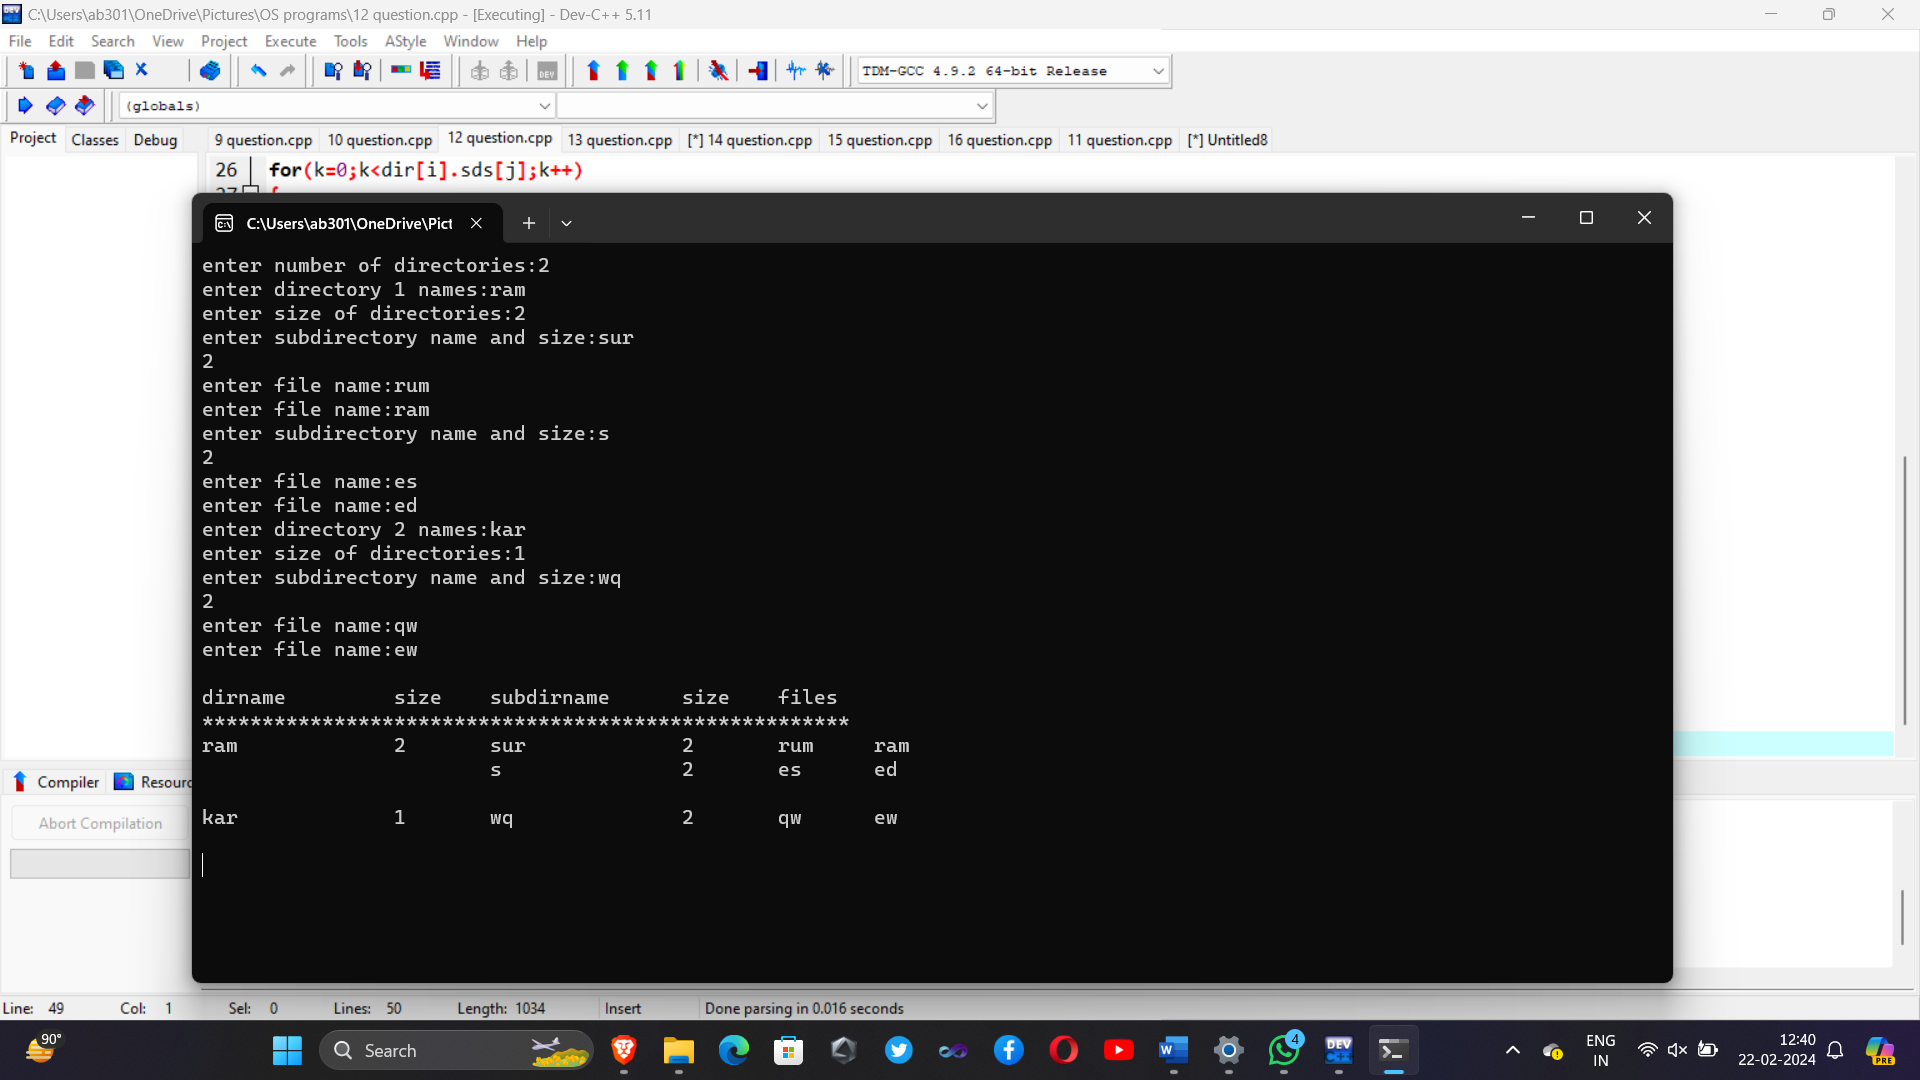 C:\Users\ab301\OneDrive\Pictures\OS programs\12 question.cpp - [Executing] - Dev-C++ 5.11
File Edit Search View Project Execute Tools AStyle Window Help
TDM-GCC 4.9.2 64-bit Release
(globals)
Project Classes Debug 9 question.cpp 10 question.cpp 12 question.cpp 13 question.cpp [*] 14 question.cpp 15 question.cpp 16 question.cpp 11 question.cpp [*] Untitled8
26 for(k=0;k<dir[i].sds[j];k++)
C:\Users\ab301\OneDrive\Pict
enter number of directories:2
enter directory 1 names:ram
enter size of directories:2
enter subdirectory name and size:sur
2
enter file name:rum
enter file name:ram
enter subdirectory name and size:s
2
enter file name:es
enter file name:ed
enter directory 2 names:kar
enter size of directories:1
enter subdirectory name and size:wq
2
enter file name:qw
enter file name:ew
dirname size subdirname size files
******************************************************
ram 2 sur 2 rum ram
s 2 es ed
kar 1 wq 2 qw ew
Compiler Resourc
Abort Compilation
Line: 49 Col: 1 Sel: 0 Lines: 50 Length: 1034 Insert Done parsing in 0.016 seconds
90°
Search
DEV
4
ENG
IN
12:40
22-02-2024
PRE